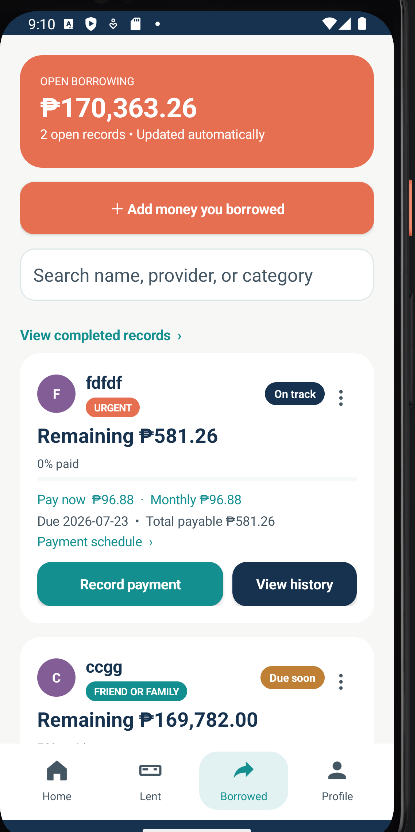 9:10
OPEN BORROWING
₱170,363.26
2 open records • Updated automatically
+ Add money you borrowed
Search name, provider, or category
View completed records ›
F
fdfdf
URGENT
On track
Remaining ₱581.26
0% paid
Pay now ₱96.88 · Monthly ₱96.88
Due 2026-07-23 • Total payable ₱581.26
Payment schedule ›
Record payment
View history
C
ccgg
FRIEND OR FAMILY
Due soon
Remaining ₱169,782.00
Home
Lent
Borrowed
Profile